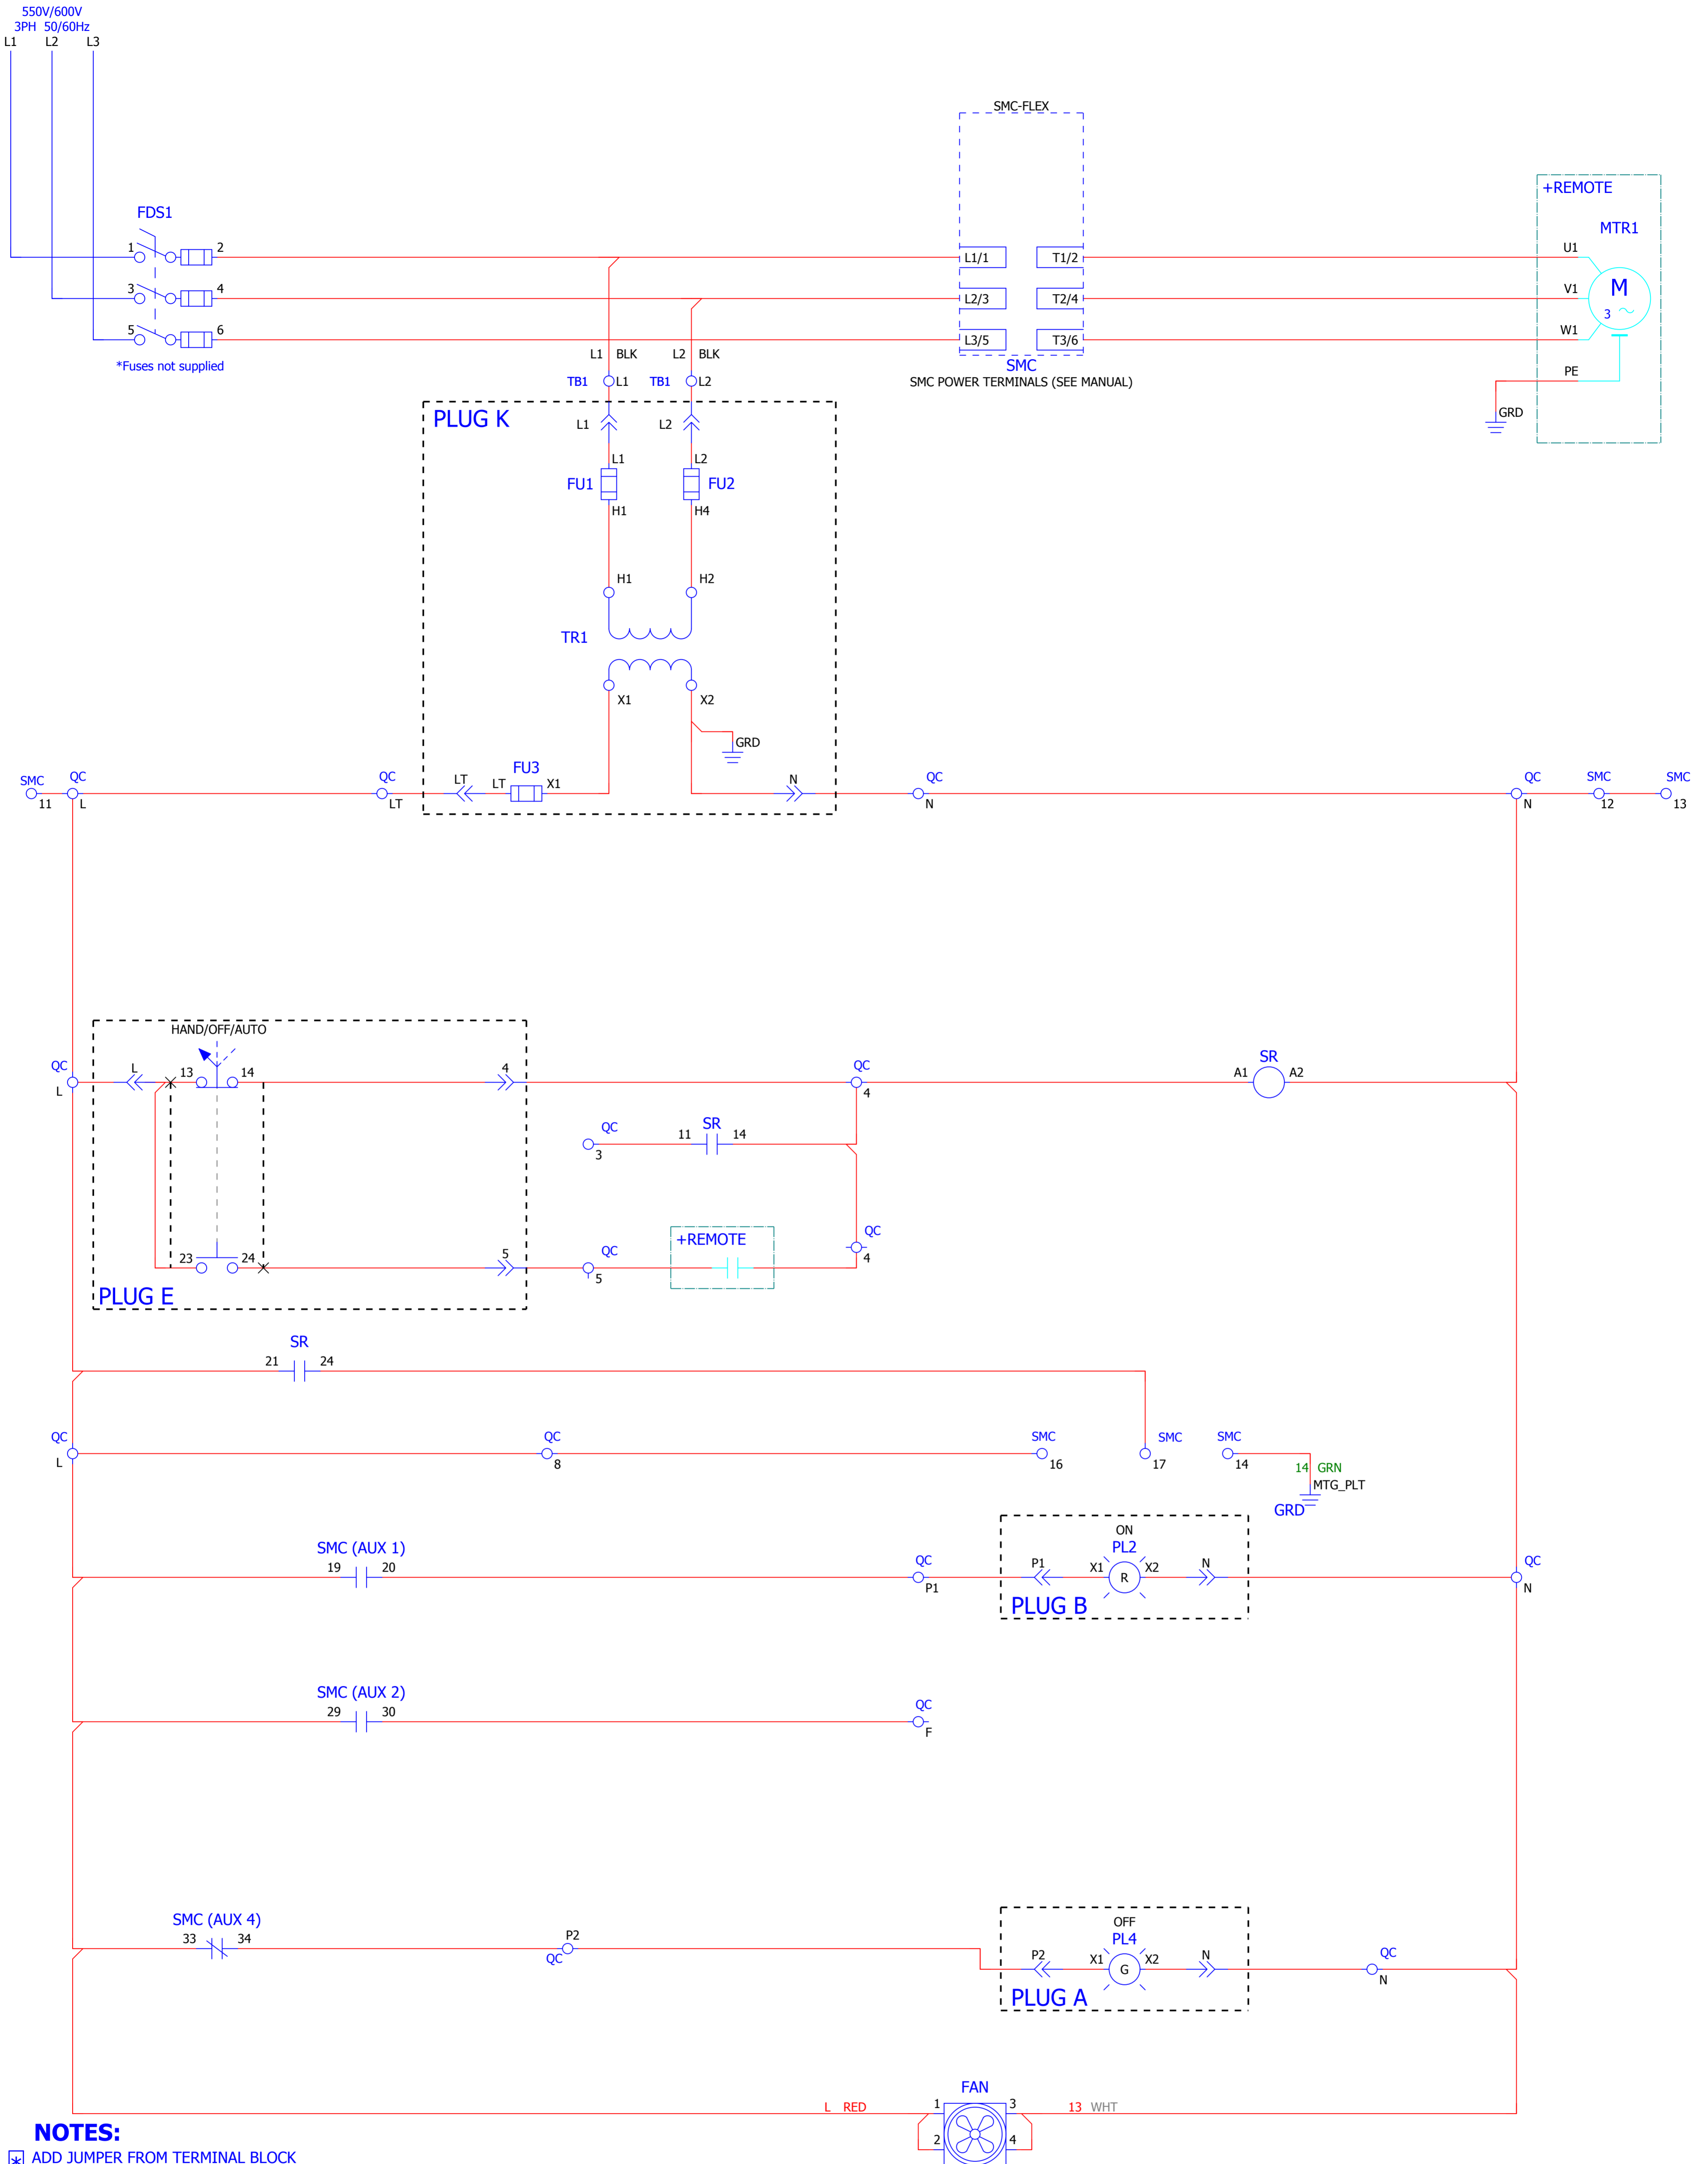 550V/600V
3PH 50/60Hz
L1 L2 L3
SMC-FLEX
+REMOTE
MTR1
FDS1
1 2
L1/1 T1/2
U1
3 4
L2/3 T2/4
V1
M
3
5 6
L3/5 T3/6
W1
*Fuses not supplied
L1 BLK L2 BLK
SMC
SMC POWER TERMINALS (SEE MANUAL)
PE
GRD
TB1 L1 TB1 L2
PLUG K
L1 L2
L1 L2
FU1 FU2
H1 H4
H1 H2
TR1
X1 X2
GRD
FU3
SMC QC QC LT LT X1 N QC QC SMC SMC
11 L LT N N 12 13
HAND/OFF/AUTO
QC L 13 14 4 QC SR
A1 A2
L 4
QC 11 SR 14
3
QC
4
+REMOTE
23 24 5 QC
5
PLUG E
SR
21 24
QC QC SMC SMC SMC
L 8 16 17 14
14 GRN
MTG_PLT
GRD
ON
SMC (AUX 1)
PL2
19 20 QC P1 X1 X2 N QC
R
P1 N
PLUG B
SMC (AUX 2)
29 30 QC
F
OFF
SMC (AUX 4)
PL4
33 34 P2
QC
P2 X1 X2 N QC
G
N
PLUG A
FAN
L RED 1 3 13 WHT
2 4
NOTES:
* ADD JUMPER FROM TERMINAL BLOCK